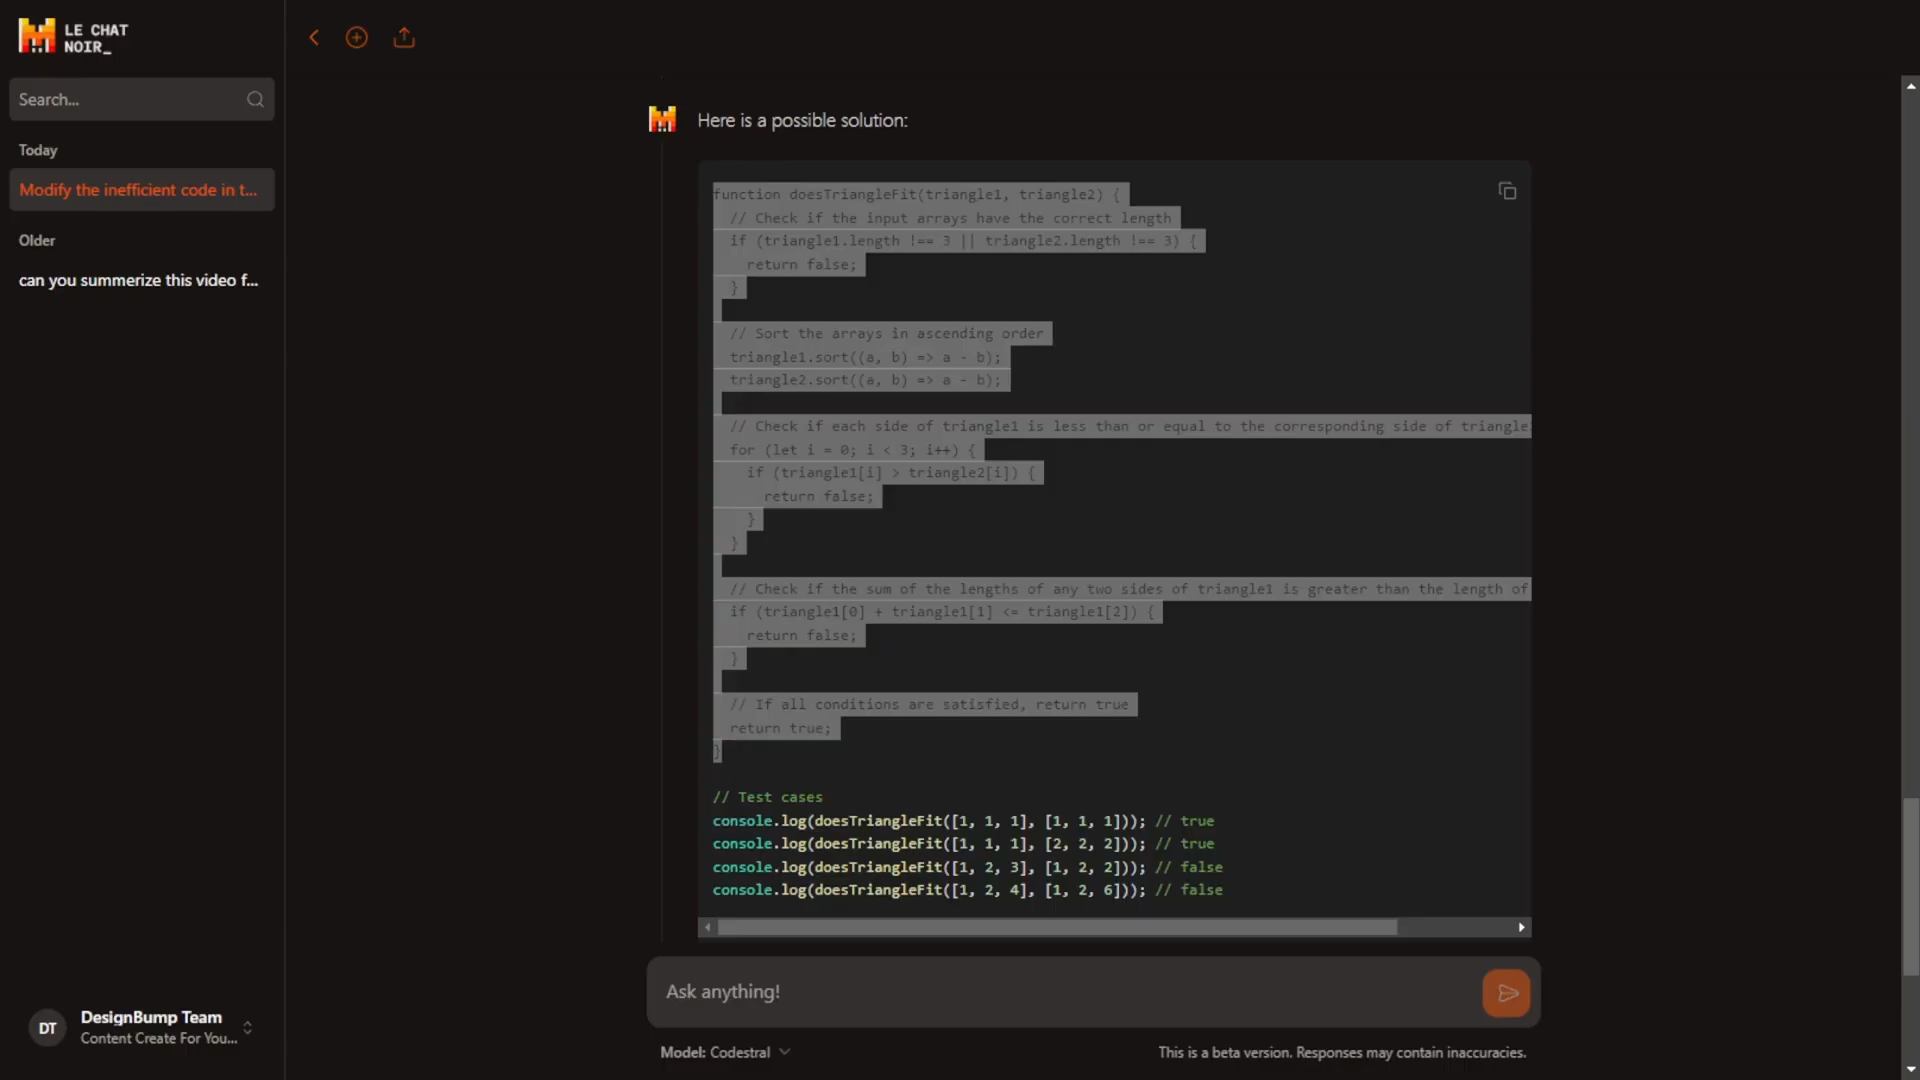 LE CHAT
NOIR_
Search...
Today
Modify the inefficient code in t...
Older
can you summerize this video f...
DT
DesignBump Team
Content Create For You...
Here is a possible solution:
function doesTriangleFit(triangle1, triangle2) {
  // Check if the input arrays have the correct length
  if (triangle1.length !== 3 || triangle2.length !== 3) {
    return false;
  }
  // Sort the arrays in ascending order
  triangle1.sort((a, b) => a - b);
  triangle2.sort((a, b) => a - b);
  // Check if each side of triangle1 is less than or equal to the corresponding side of triangle
  for (let i = 0; i < 3; i++) {
    if (triangle1[i] > triangle2[i]) {
      return false;
    }
  }
  // Check if the sum of the lengths of any two sides of triangle1 is greater than the length of
  if (triangle1[0] + triangle1[1] <= triangle1[2]) {
    return false;
  }
  // If all conditions are satisfied, return true
  return true;
}
// Test cases
console.log(doesTriangleFit([1, 1, 1], [1, 1, 1])); // true
console.log(doesTriangleFit([1, 1, 1], [2, 2, 2])); // true
console.log(doesTriangleFit([1, 2, 3], [1, 2, 2])); // false
console.log(doesTriangleFit([1, 2, 4], [1, 2, 6])); // false
Ask anything!
Model: Codestral
This is a beta version. Responses may contain inaccuracies.